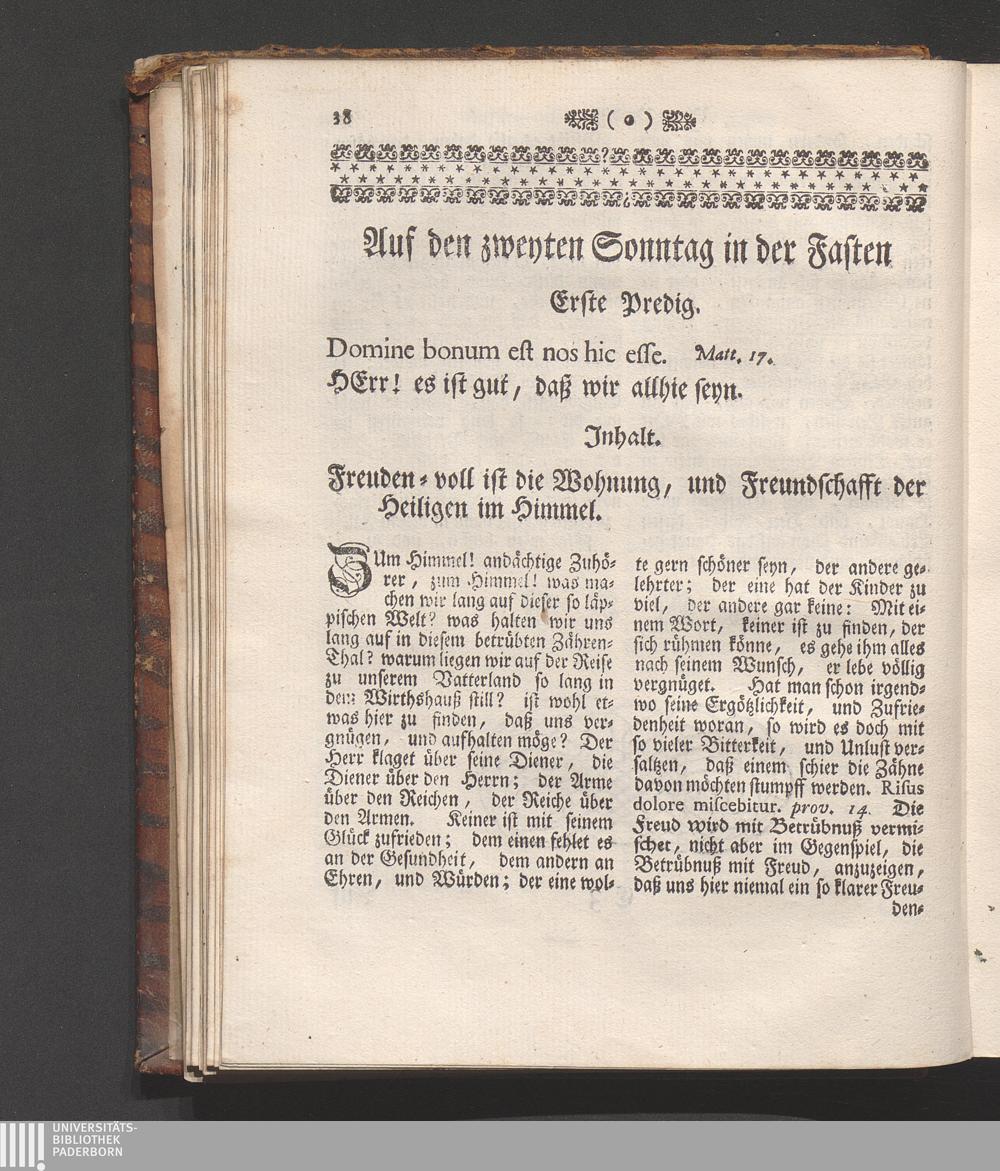 38 ( )
Auf den zweyten Sonntag in der Fasten
Erste Predig.
Domine bonum est nos hic esse. Matt. 17.
HErr! es ist gut, daß wir allhie seyn.
Inhalt.
Freuden-voll ist die Wohnung, und Freundschafft der
Heiligen im Himmel.
ZUm Himmel! andächtige Zuhö-
rer, zum Himmel! was ma-
chen wir lang auf dieser so läp-
pischen Welt? was halten wir uns
lang auf in diesem betrübten Zähren-
Thal? warum liegen wir auf der Reise
zu unserem Vatterland so lang in
dem Wirthshauß still? ist wohl et-
was hier zu finden, daß uns ver-
gnügen, und aufhalten möge? Der
Herr klaget über seine Diener, die
Diener über den Herrn; der Arme
über den Reichen, der Reiche über
den Armen. Keiner ist mit seinem
Glück zufrieden; dem einen fehlet es
an der Gesundheit, dem andern an
Ehren, und Würden; der eine wol-
te gern schöner seyn, der andere ge-
lehrter; der eine hat der Kinder zu
viel, der andere gar keine: Mit ei-
nem Wort, keiner ist zu finden, der
sich rühmen könne, es gehe ihm alles
nach seinem Wunsch, er lebe völlig
vergnüget. Hat man schon irgend-
wo seine Ergötzlichkeit, und Zufrie-
denheit woran, so wird es doch mit
so vieler Bitterkeit, und Unlust ver-
saltzen, daß einem schier die Zähne
davon möchten stumpff werden. Risus
dolore miscebitur. prov. 14. Die
Freud wird mit Betrübnuß vermi-
schet, nicht aber im Gegenspiel, die
Betrübnuß mit Freud, anzuzeigen,
daß uns hier niemal ein so klarer Freu-
den-
UNIVERSITÄTS-
BIBLIOTHEK
PADERBORN